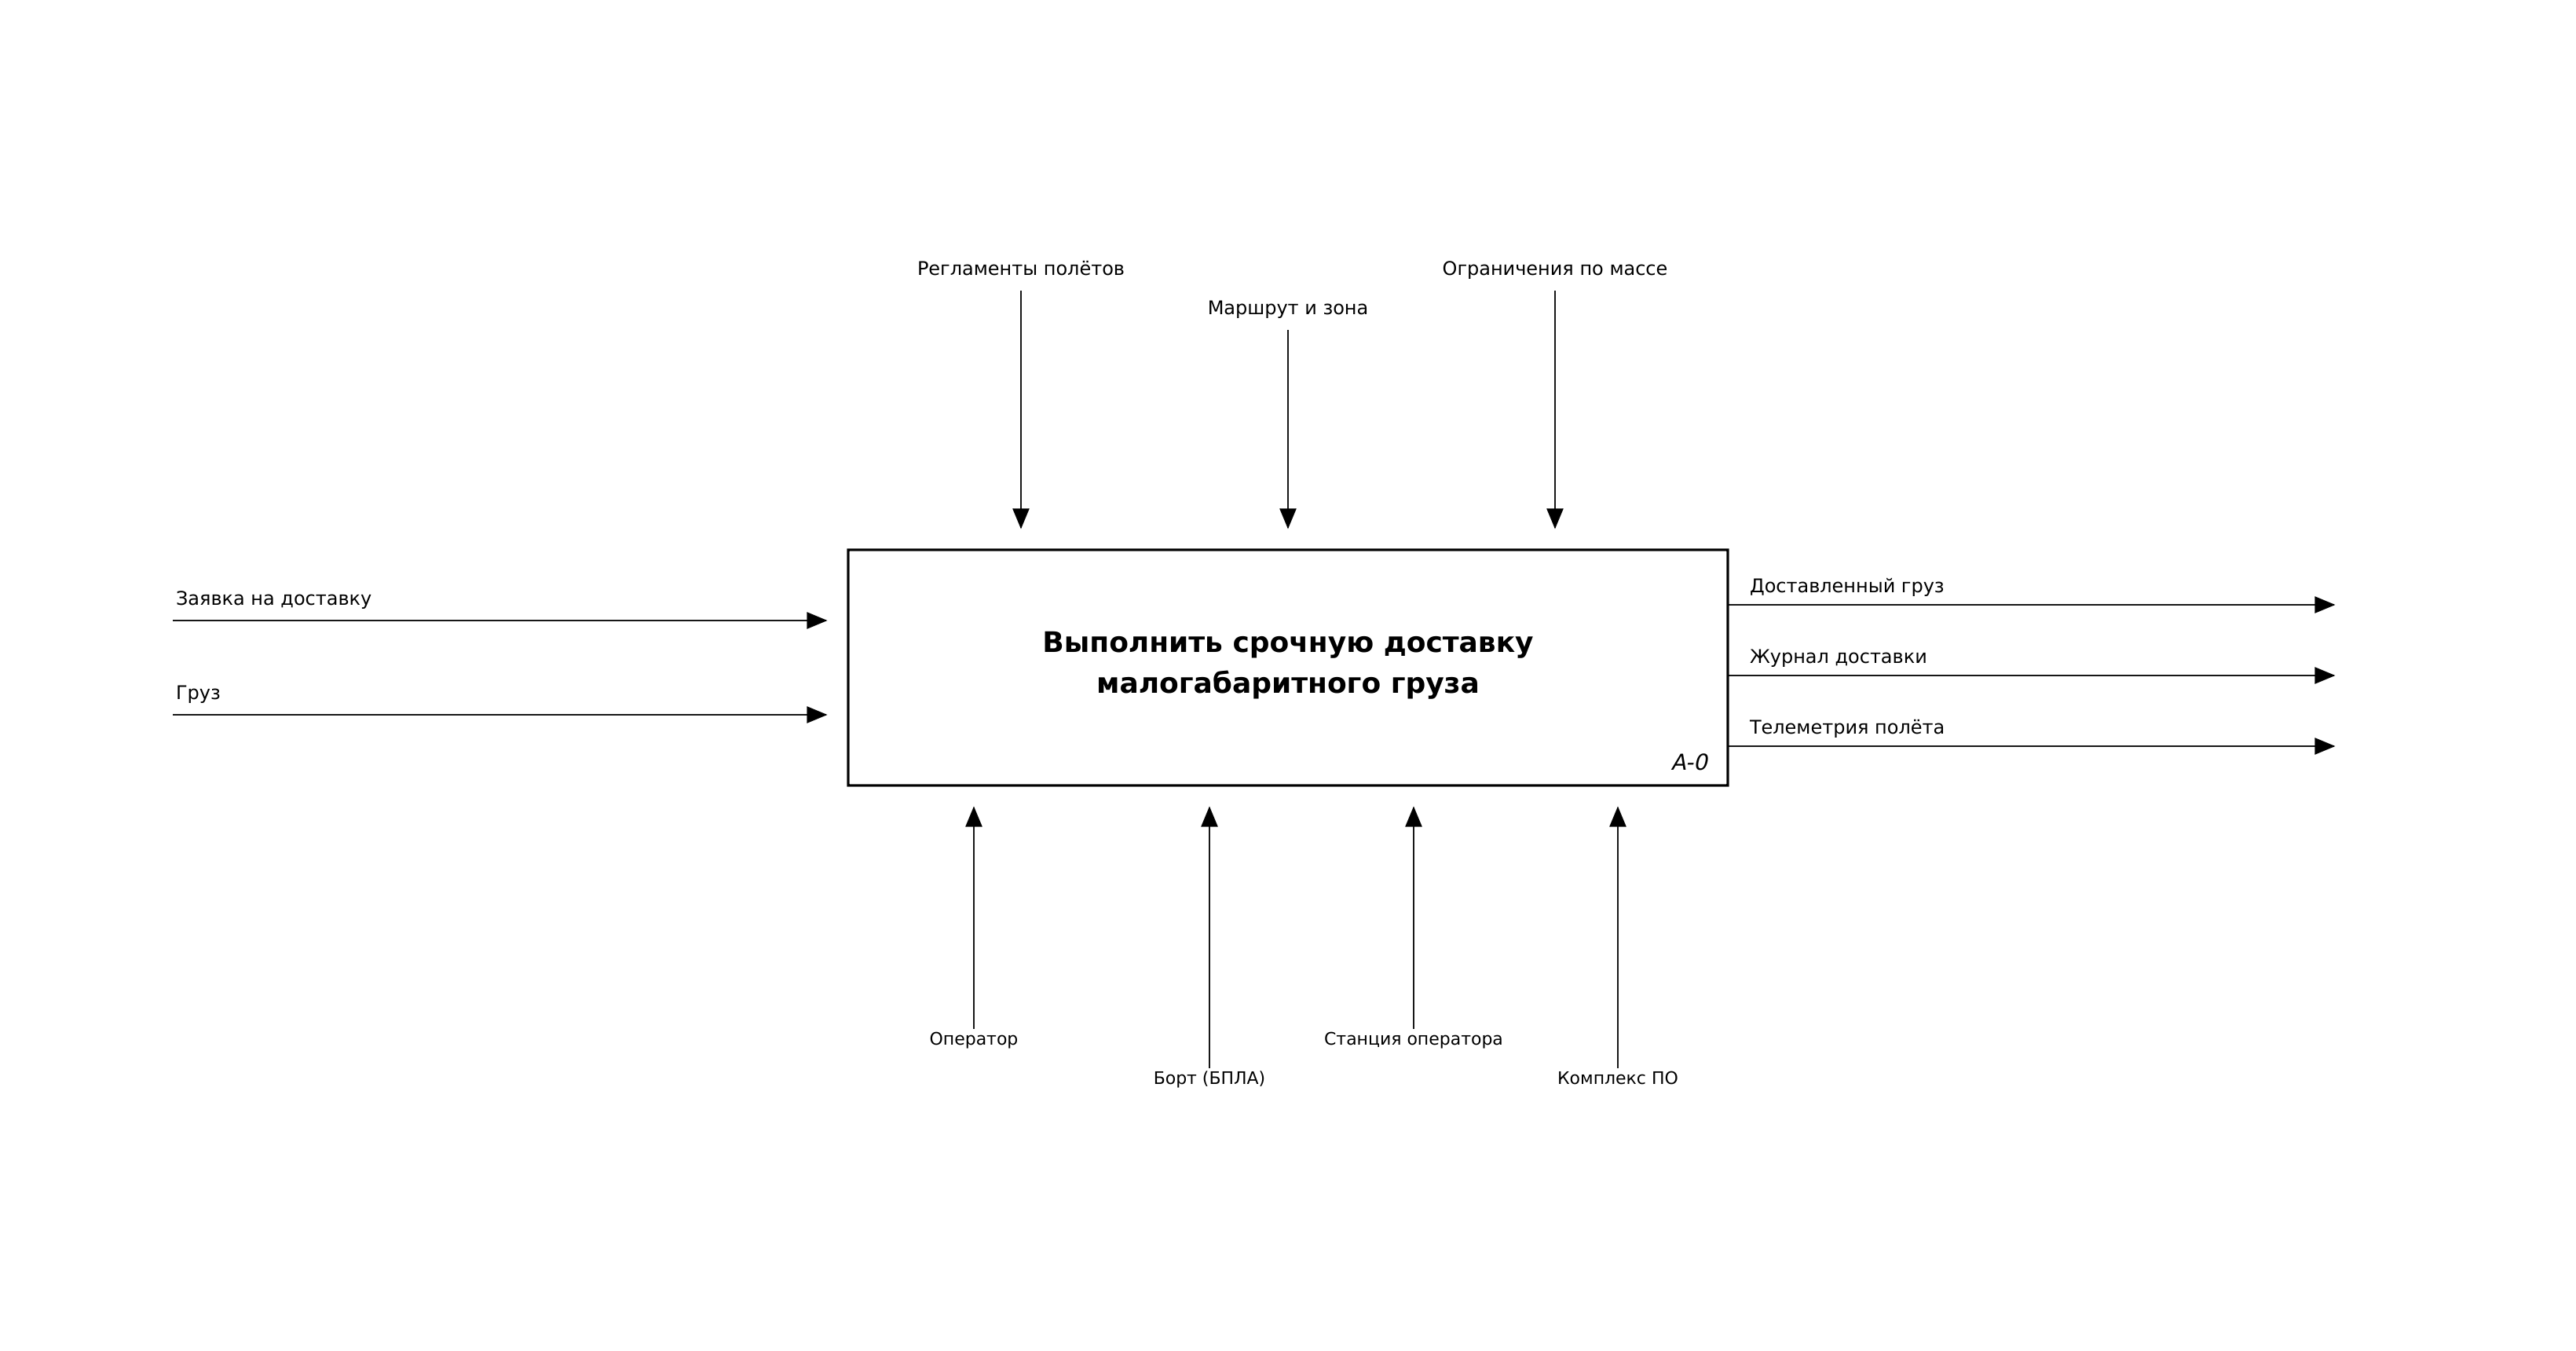 Регламенты полётов
Ограничения по массе
Маршрут и зона
Заявка на доставку
Груз
Выполнить срочную доставку
малогабаритного груза
A-0
Доставленный груз
Журнал доставки
Телеметрия полёта
Оператор
Станция оператора
Борт (БПЛА)
Комплекс ПО